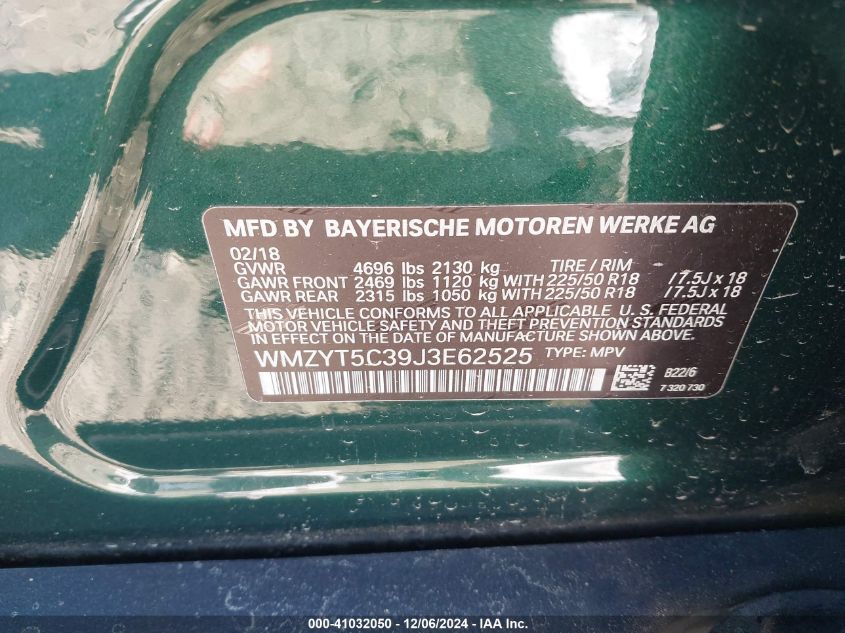 MFD BY BAYERISCHE MOTOREN WERKE AG
02/18
GVWR 4696 lbs 2130 kg TIRE / RIM
GAWR FRONT 2469 lbs 1120 kg WITH 225/50 R18 / 7.5J x 18
GAWR REAR 2315 lbs 1050 kg WITH 225/50 R18 / 7.5J x 18
THIS VEHICLE CONFORMS TO ALL APPLICABLE U. S. FEDERAL
MOTOR VEHICLE SAFETY AND THEFT PREVENTION STANDARDS
IN EFFECT ON THE DATE OF MANUFACTURE SHOWN ABOVE.
WMZYT5C39J3E62525 TYPE: MPV
B22/6
7 320 730
000-41032050 - 12/06/2024 - IAA Inc.